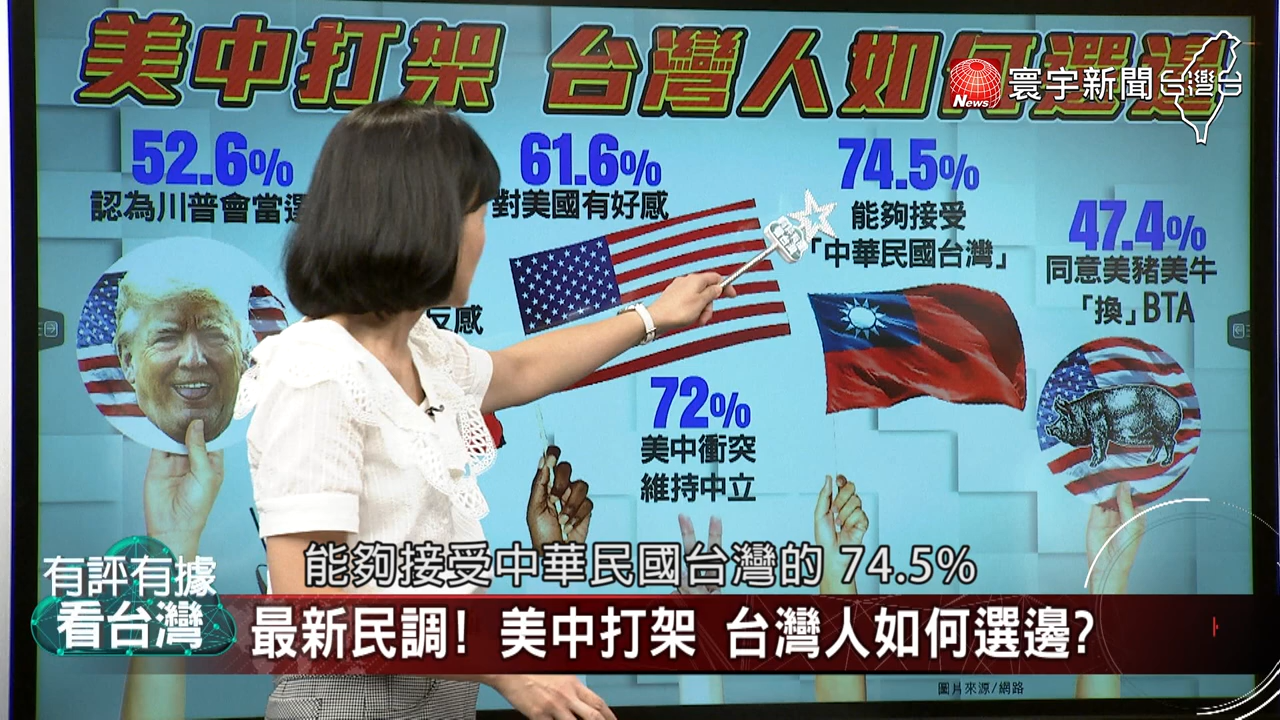 美中打架 台灣人如何選邊
News
寰宇新聞 台灣台
52.6%
認為川普會當選
61.6%
對美國有好感
74.5%
能夠接受
「中華民國台灣」
47.4%
同意美豬美牛
「換」BTA
反感
72%
美中衝突
維持中立
能夠接受中華民國台灣的 74.5%
有評有據
看台灣
最新民調! 美中打架 台灣人如何選邊?
圖片來源/網路